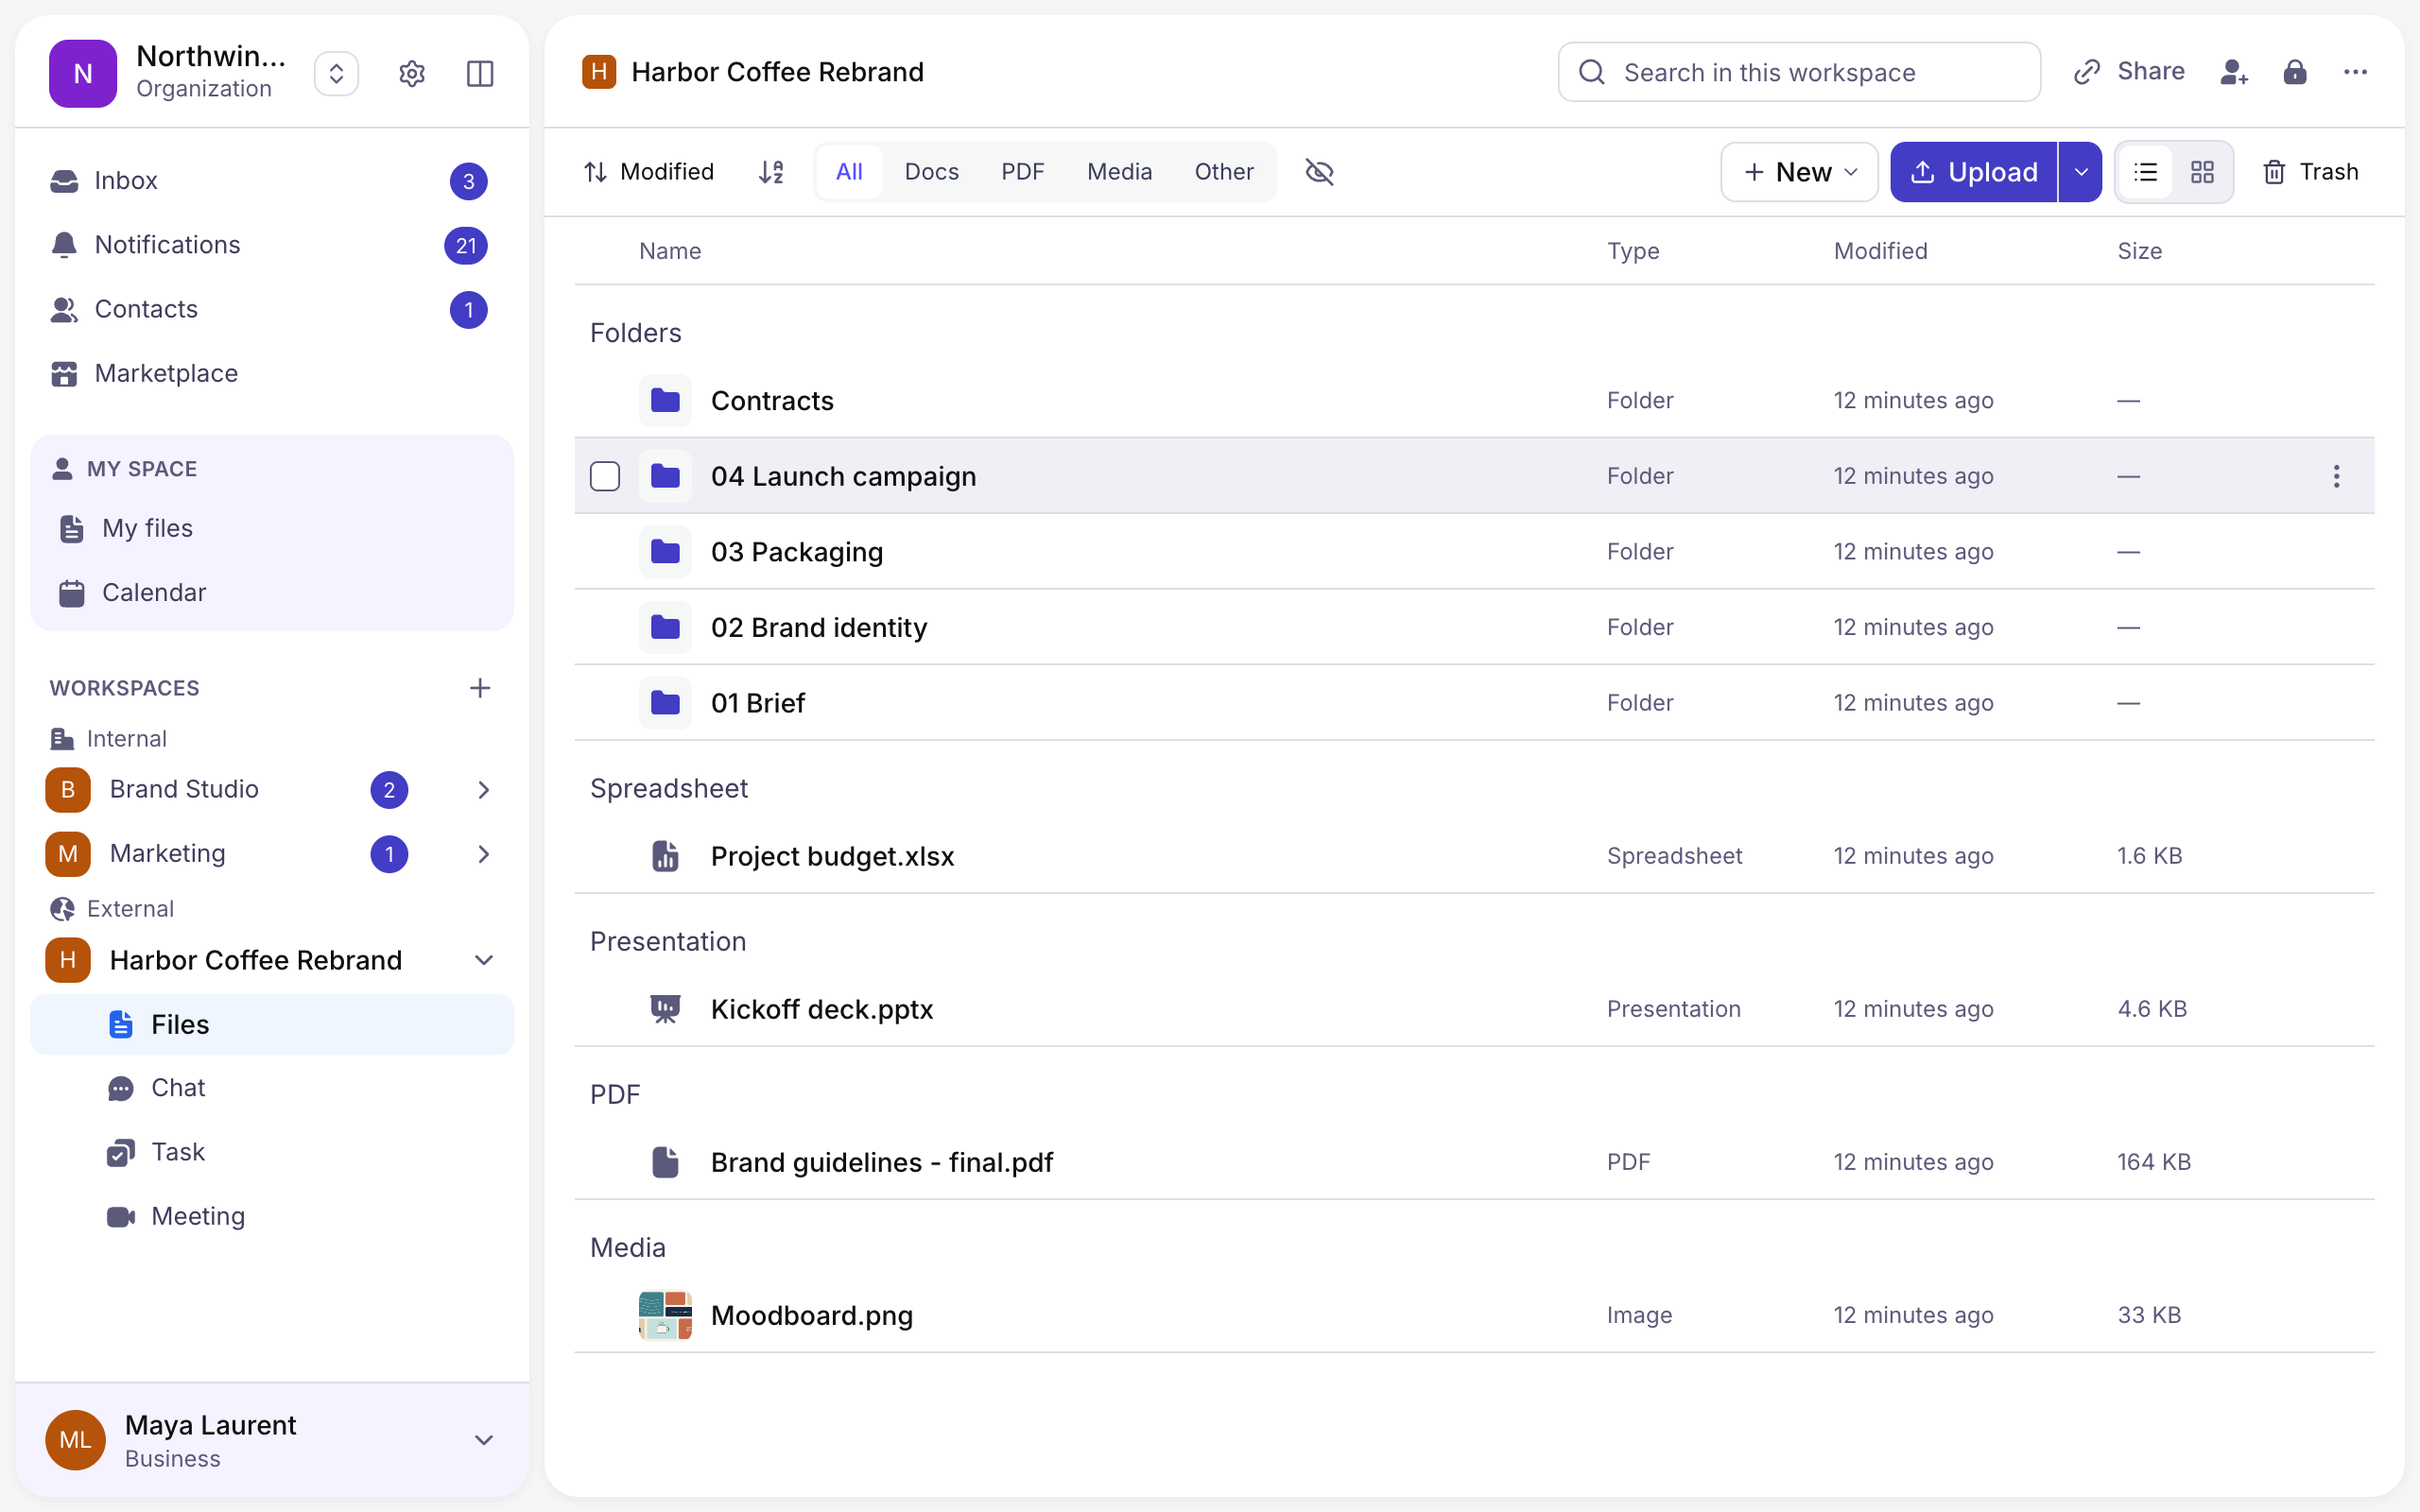 N
Northwin...
Organization
Inbox
3
Notifications
21
Contacts
1
Marketplace
MY SPACE
My files
Calendar
WORKSPACES
Internal
B
Brand Studio
2
M
Marketing
1
External
H
Harbor Coffee Rebrand
Files
Chat
Task
Meeting
ML
Maya Laurent
Business
H
Harbor Coffee Rebrand
Search in this workspace
Share
Modified
All
Docs
PDF
Media
Other
New
Upload
Trash
Name Type Modified Size
Folders
Contracts Folder 12 minutes ago —
04 Launch campaign Folder 12 minutes ago —
03 Packaging Folder 12 minutes ago —
02 Brand identity Folder 12 minutes ago —
01 Brief Folder 12 minutes ago —
Spreadsheet
Project budget.xlsx Spreadsheet 12 minutes ago 1.6 KB
Presentation
Kickoff deck.pptx Presentation 12 minutes ago 4.6 KB
PDF
Brand guidelines - final.pdf PDF 12 minutes ago 164 KB
Media
Moodboard.png Image 12 minutes ago 33 KB